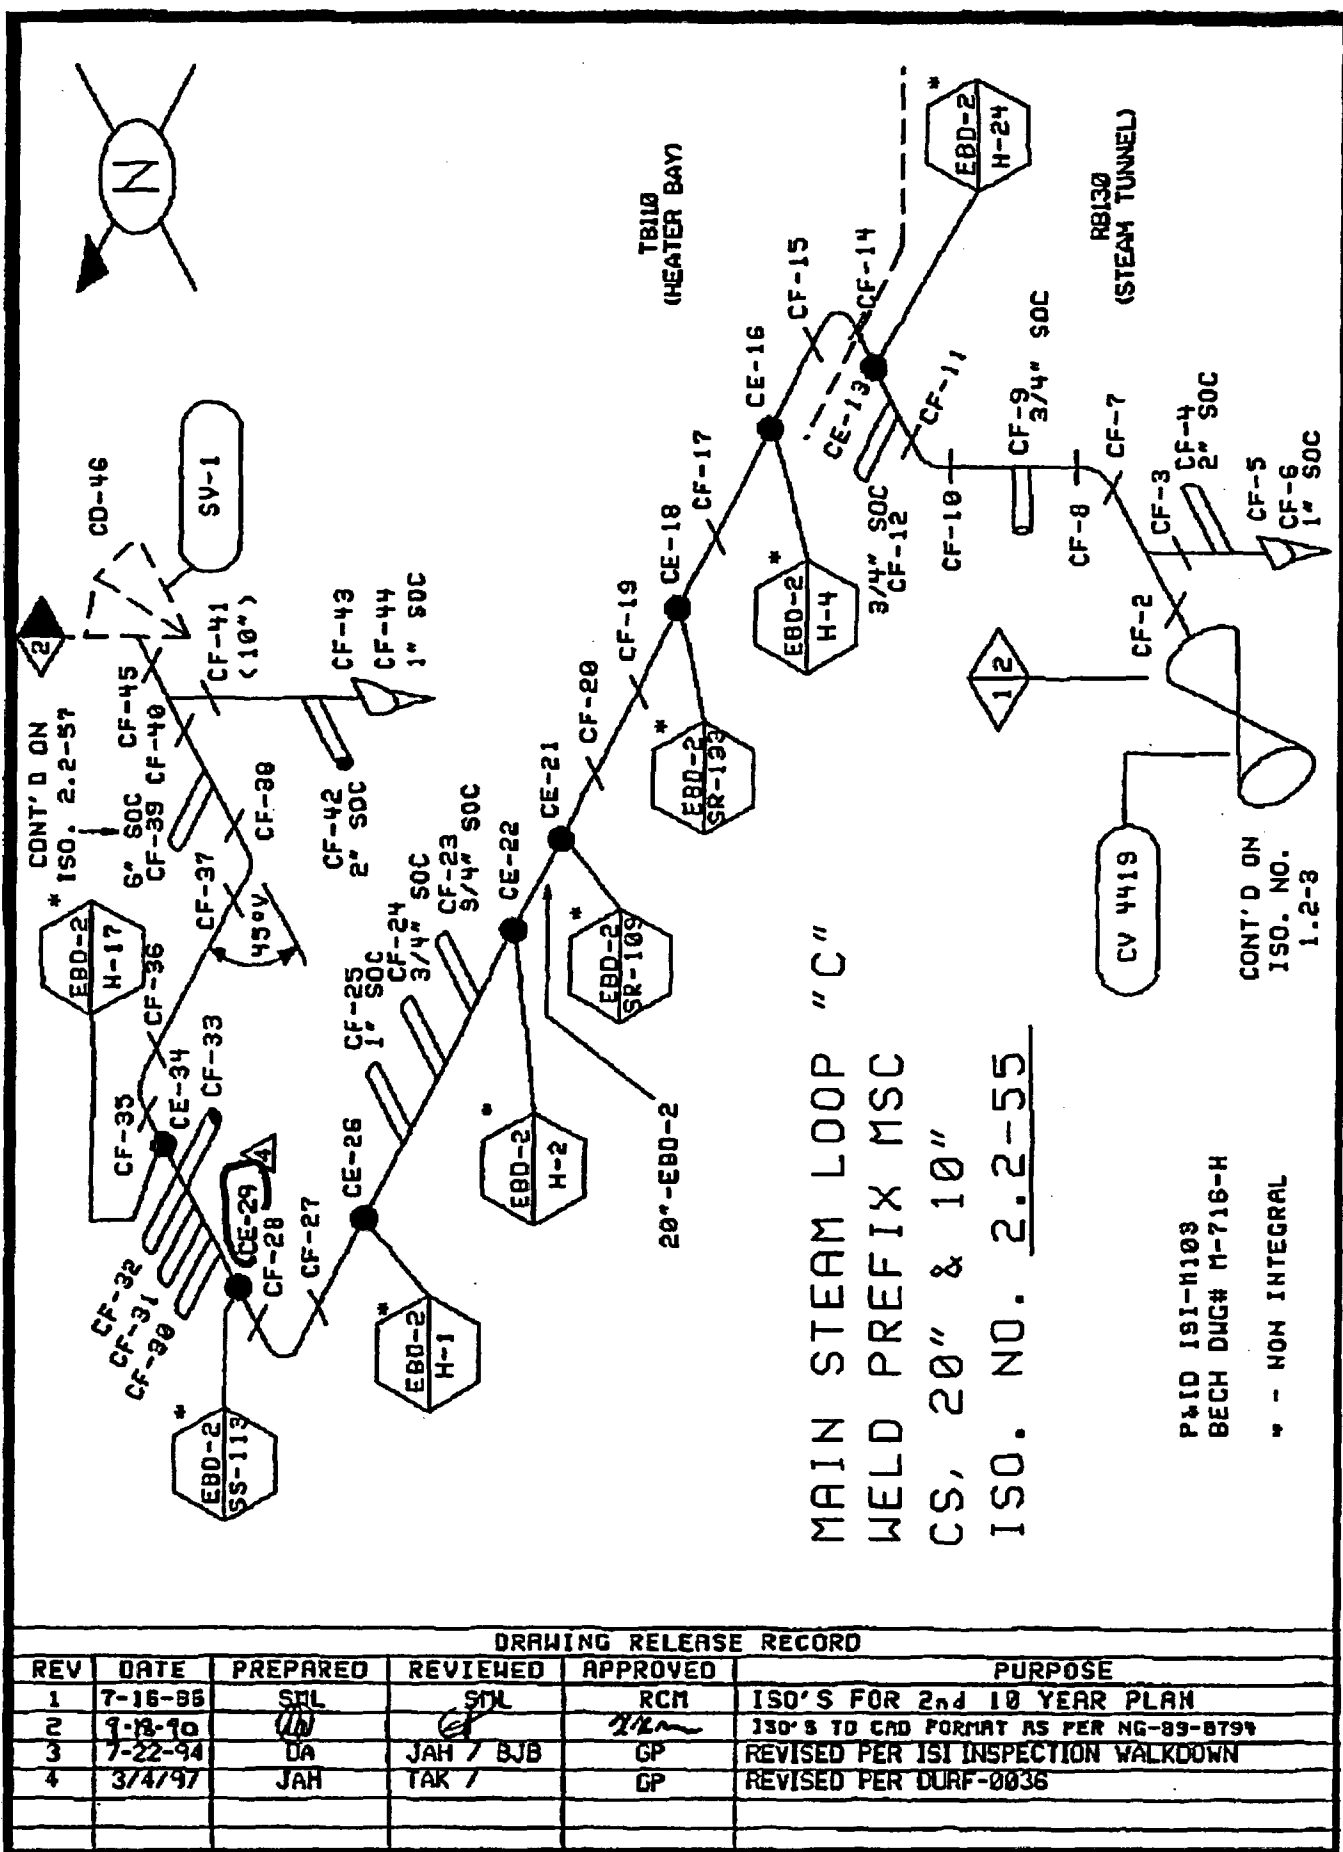 N
CD-46
SV-1
2
CONT'D ON
ISO. 2.2-57
CF-45
CF-41
(10")
CF-43
CF-44
1" SOC
6" SOC
CF-39
CF-40
CF-38
CF-42
2" SOC
CF-37
45°V
*
EBD-2
H-17
CF-36
CF-35
CE-34
CF-33
CF-32
CF-31
CF-30
CE-29
4
CF-28
CF-27
*
EBD-2
SS-113
CE-26
*
EBD-2
H-1
CF-25
1" SOC
CF-24
3/4" SOC
CF-23
3/4" SOC
CE-22
*
EBD-2
H-2
CE-21
*
EBD-2
SR-109
20"-EBD-2
CF-20
CF-19
CE-18
*
EBD-2
CF-17
CE-16
*
EBD-2
H-4
TB110
(HEATER BAY)
CF-15
CF-14
CE-13
*
EBD-2
H-24
RB130
(STEAM TUNNEL)
3/4" SOC
CF-12
CF-11
CF-10
CF-9
3/4" SOC
CF-8
CF-7
CF-3
CF-4
2" SOC
CF-5
CF-6
1" SOC
CF-2
1 2
CV 4419
CONT'D ON
ISO. NO.
1.2-3
MAIN STEAM LOOP "C"
WELD PREFIX MSC
CS, 20" & 10"
ISO. NO. 2.2-55
P&ID ISI-M103
BECH DWG# M-716-H
* - NON INTEGRAL
DRAWING RELEASE RECORD
REV DATE PREPARED REVIEWED APPROVED PURPOSE
1 7-16-86 SML SML RCM ISO'S FOR 2nd 10 YEAR PLAN
2 9-18-90 ISO'S TO CAD FORMAT AS PER NG-89-8794
3 7-22-94 DA JAH / BJB GP REVISED PER ISI INSPECTION WALKDOWN
4 3/4/97 JAH TAK / GP REVISED PER DURF-0036